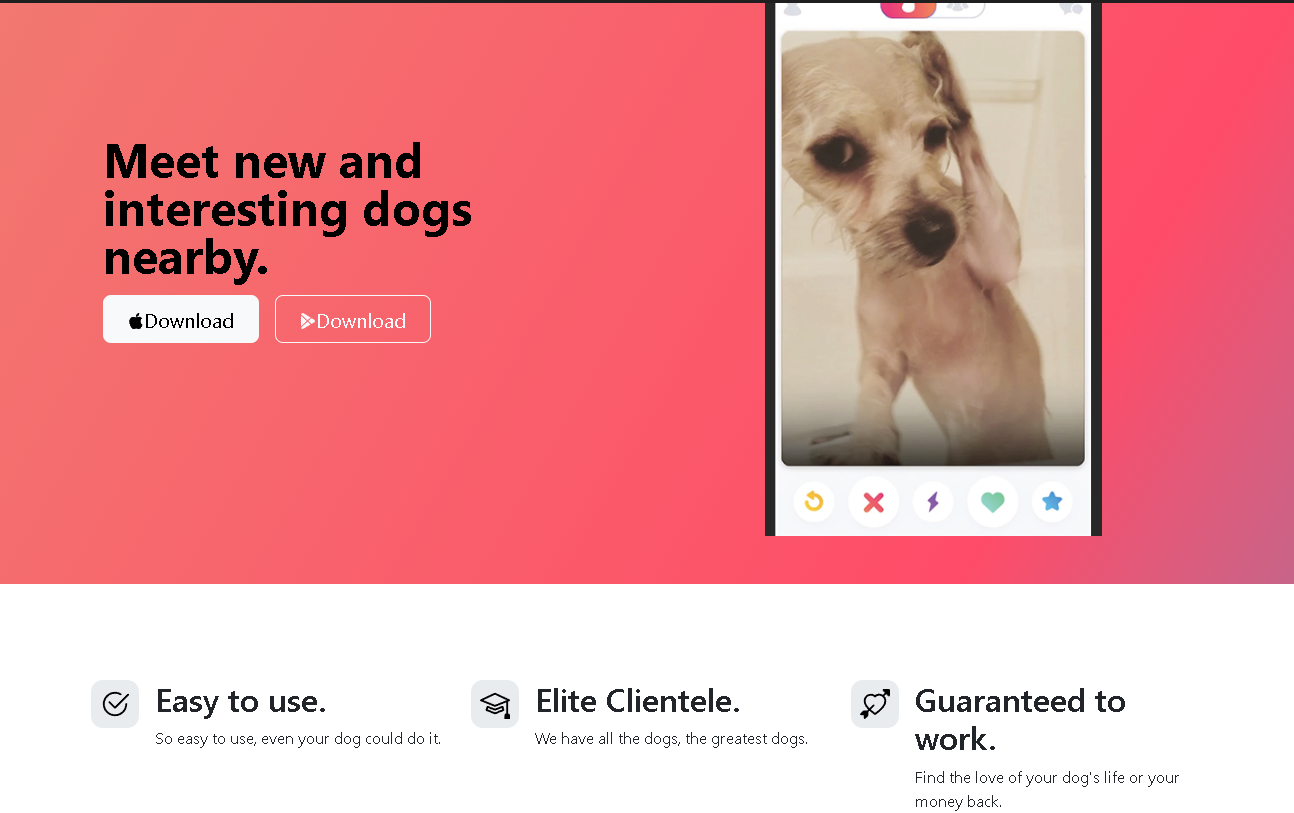 Meet new and
interesting dogs
nearby.
Download
Download
Easy to use.
So easy to use, even your dog could do it.
Elite Clientele.
We have all the dogs, the greatest dogs.
Guaranteed to
work.
Find the love of your dog's life or your
money back.